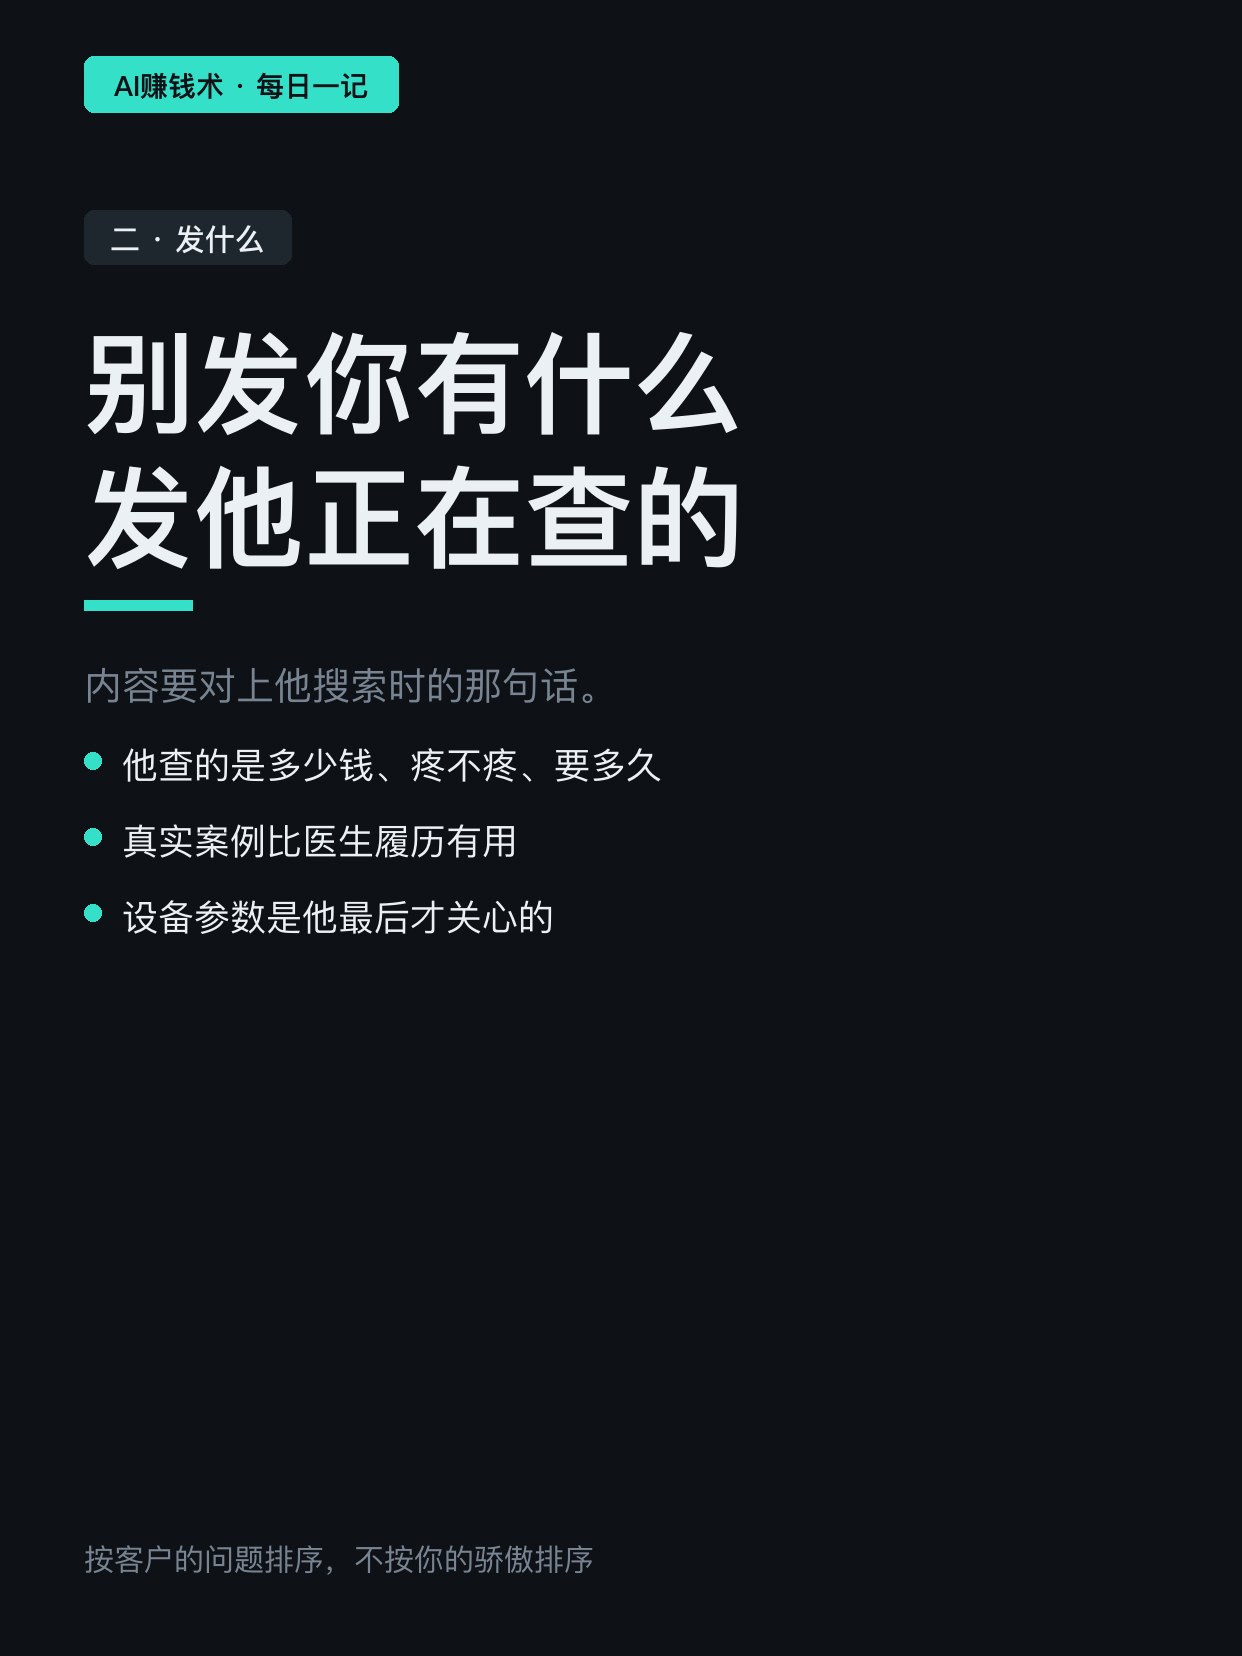 AI赚钱术 · 每日一记
二 · 发什么
别发你有什么
发他正在查的
内容要对上他搜索时的那句话。
他查的是多少钱、疼不疼、要多久
真实案例比医生履历有用
设备参数是他最后才关心的
按客户的问题排序，不按你的骄傲排序